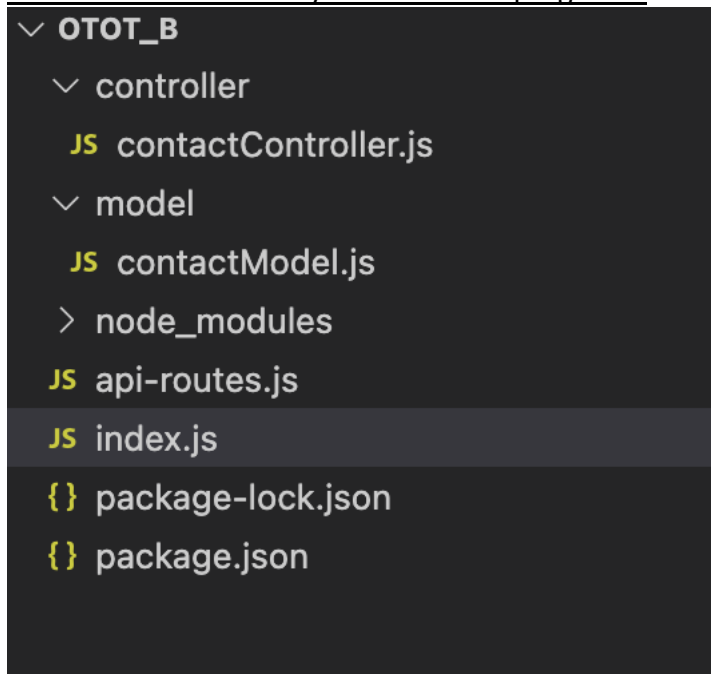 OTOT_B
controller
JS contactController.js
model
JS contactModel.js
node_modules
JS api-routes.js
JS index.js
{} package-lock.json
{} package.json